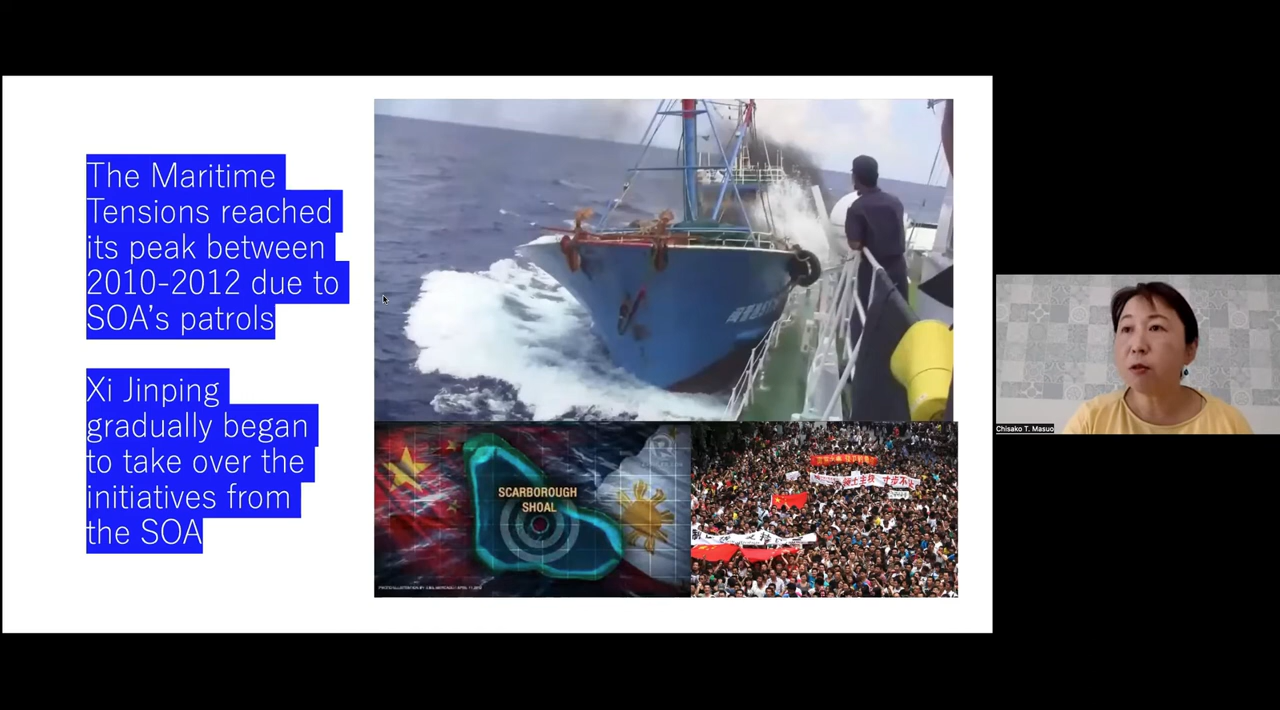 The Maritime
Tensions reached
its peak between
2010-2012 due to
SOA's patrols
Xi Jinping
gradually began
to take over the
initiatives from
the SOA
SCARBOROUGH
SHOAL
Chisako T. Masuo